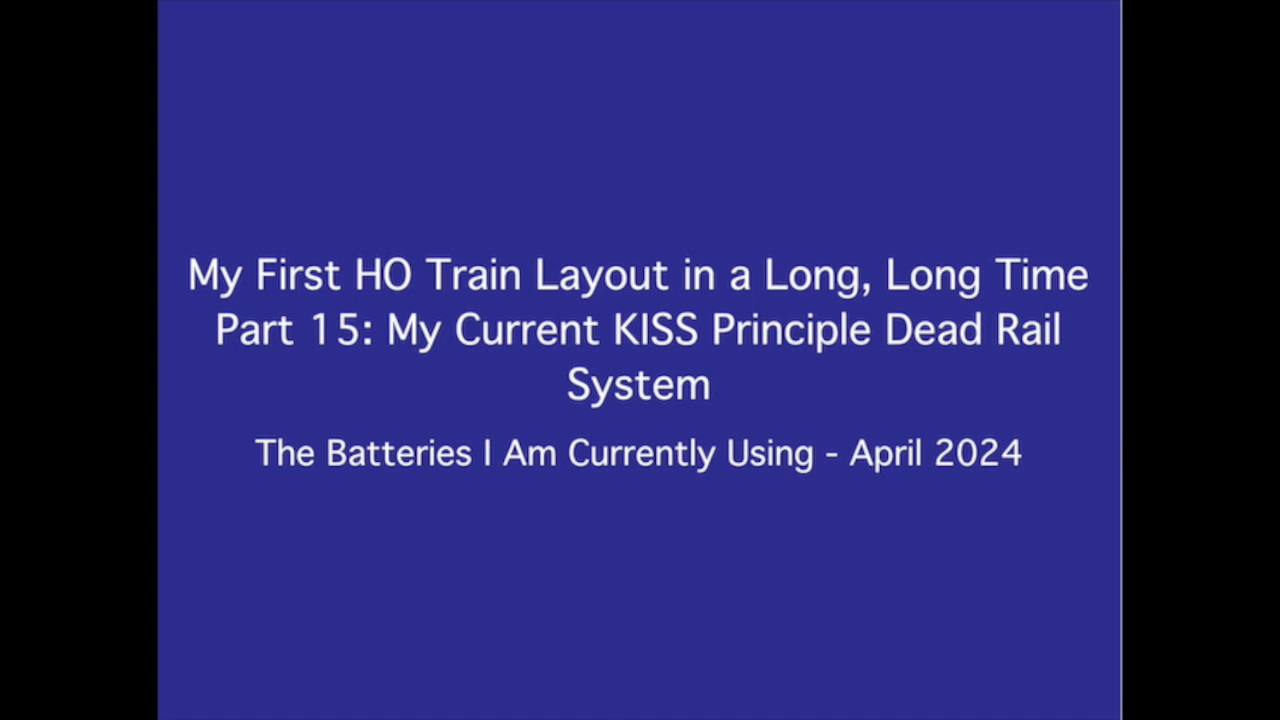 My First HO Train Layout in a Long, Long Time
Part 15: My Current KISS Principle Dead Rail
System
The Batteries I Am Currently Using - April 2024